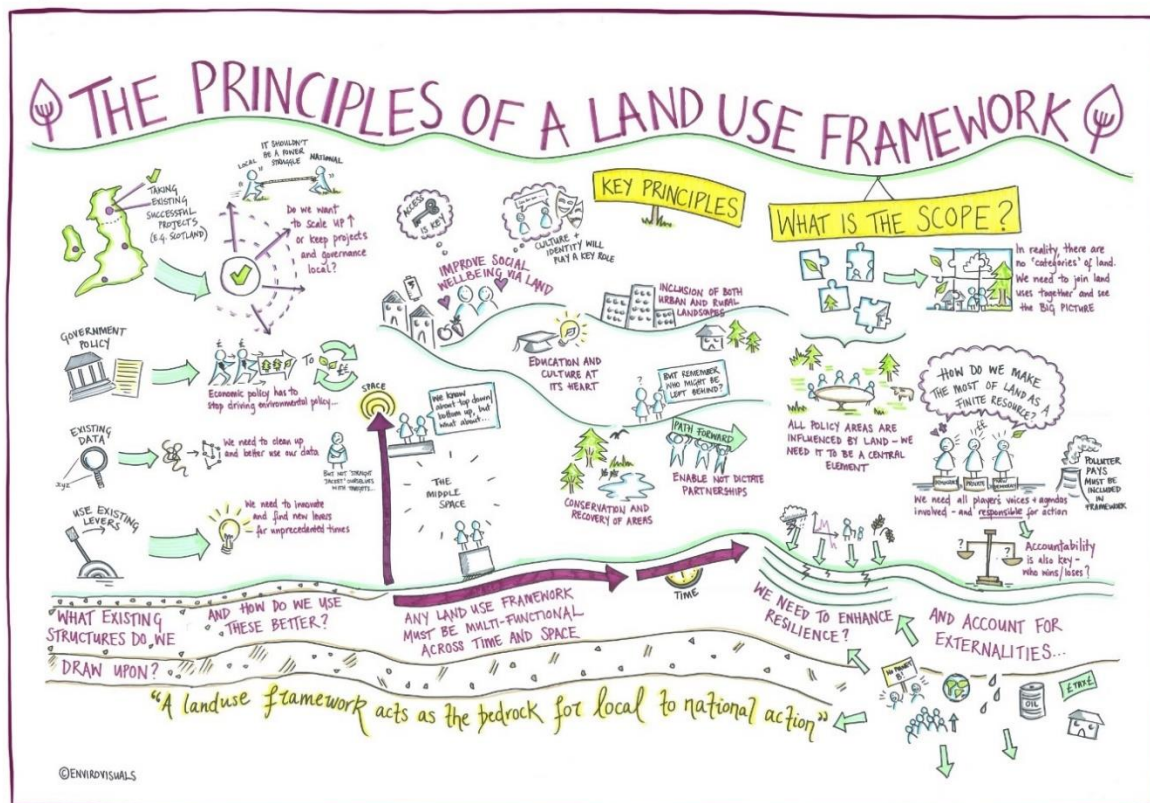 THE PRINCIPLES OF A LAND USE FRAMEWORK
TAKING
EXISTING
SUCCESSFUL
PROJECTS
(E.G. SCOTLAND)
IT SHOULDN'T
BE A POWER
STRUGGLE
LOCAL
NATIONAL
Do we want
to scale up ↑
or keep projects
and governance
local?
GOVERNMENT
POLICY
£ £
TO
££
Economic policy has to
stop driving environmental policy...
EXISTING
DATA
xyz
We need to clean up
and better use our data
BUT NOT 'STRAIGHT
JACKET' OURSELVES
WITH TARGETS...
USE EXISTING
LEVERS
We need to innovate
and find new levers
for unprecedented times
WHAT EXISTING
STRUCTURES DO WE
DRAW UPON?
AND HOW DO WE USE
THESE BETTER?
KEY PRINCIPLES
ACCESS
IS KEY
CULTURE +
IDENTITY WILL
PLAY A KEY ROLE
IMPROVE SOCIAL
WELLBEING VIA LAND
INCLUSION OF BOTH
URBAN AND RURAL
LANDSCAPES
EDUCATION AND
CULTURE AT
ITS HEART
SPACE
We know
about top down/
bottom up, but
what about...
THE
MIDDLE
SPACE
?
BUT REMEMBER
WHO MIGHT BE
LEFT BEHIND?
PATH FORWARD
ENABLE NOT DICTATE
PARTNERSHIPS
CONSERVATION AND
RECOVERY OF AREAS
TIME
ANY LAND USE FRAMEWORK
MUST BE MULTI-FUNCTIONAL
ACROSS TIME AND SPACE
WHAT IS THE SCOPE?
In reality, there are
no 'categories' of land.
We need to join land
uses together and see
the BIG PICTURE
ALL POLICY AREAS ARE
INFLUENCED BY LAND - WE
NEED IT TO BE A CENTRAL
ELEMENT
HOW DO WE MAKE
THE MOST OF LAND AS A
FINITE RESOURCE?
££
PRIVATE
We need all players voices + agendas
involved - and responsible for action
POLLUTER
PAYS
MUST BE
INCLUDED IN
FRAMEWORK
? ?
Accountability
is also key -
who wins/loses?
WE NEED TO ENHANCE
RESILIENCE?
AND ACCOUNT FOR
EXTERNALITIES...
NO PLANET
B!
OIL
£TAX£
"A landuse framework acts as the bedrock for local to national action"
©ENVIROVISUALS